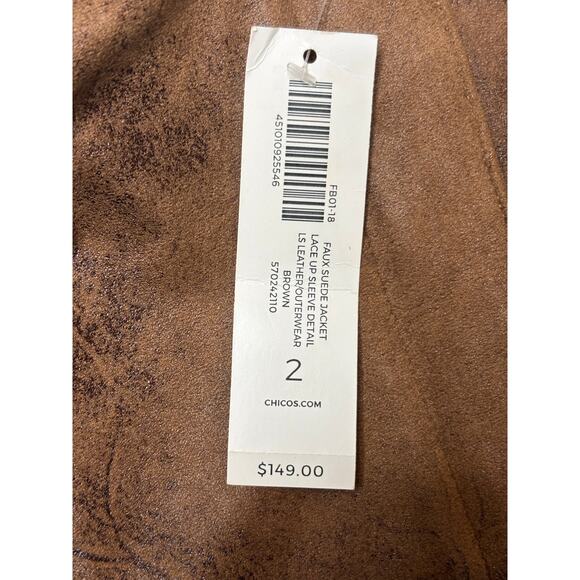 451010925546
FB01-18
FAUX SUEDE JACKET
LACE UP SLEEVE DETAIL
LS LEATHER/OUTERWEAR
BROWN
570242110
2
CHICOS.COM
$149.00